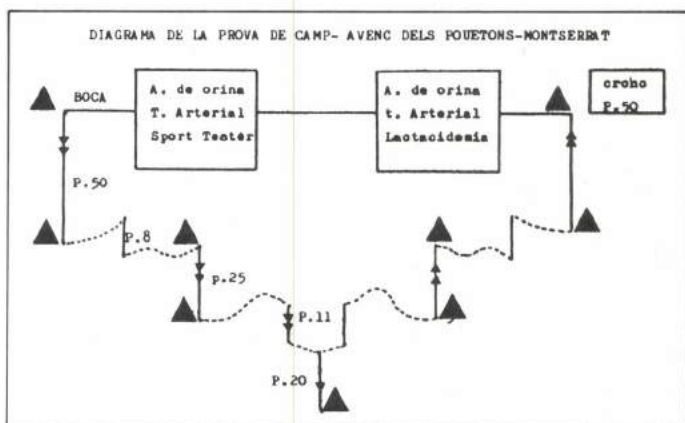 DIAGRAMA DE LA PROVA DE CAMP- AVENC DELS POUETONS-MONTSERRAT
BOCA
A. de orina
T. Arterial
Sport Tester
A. de orina
t. Arterial
Lactacidemia
croho
P.50
P.50
P.8
P.25
P.11
P.20